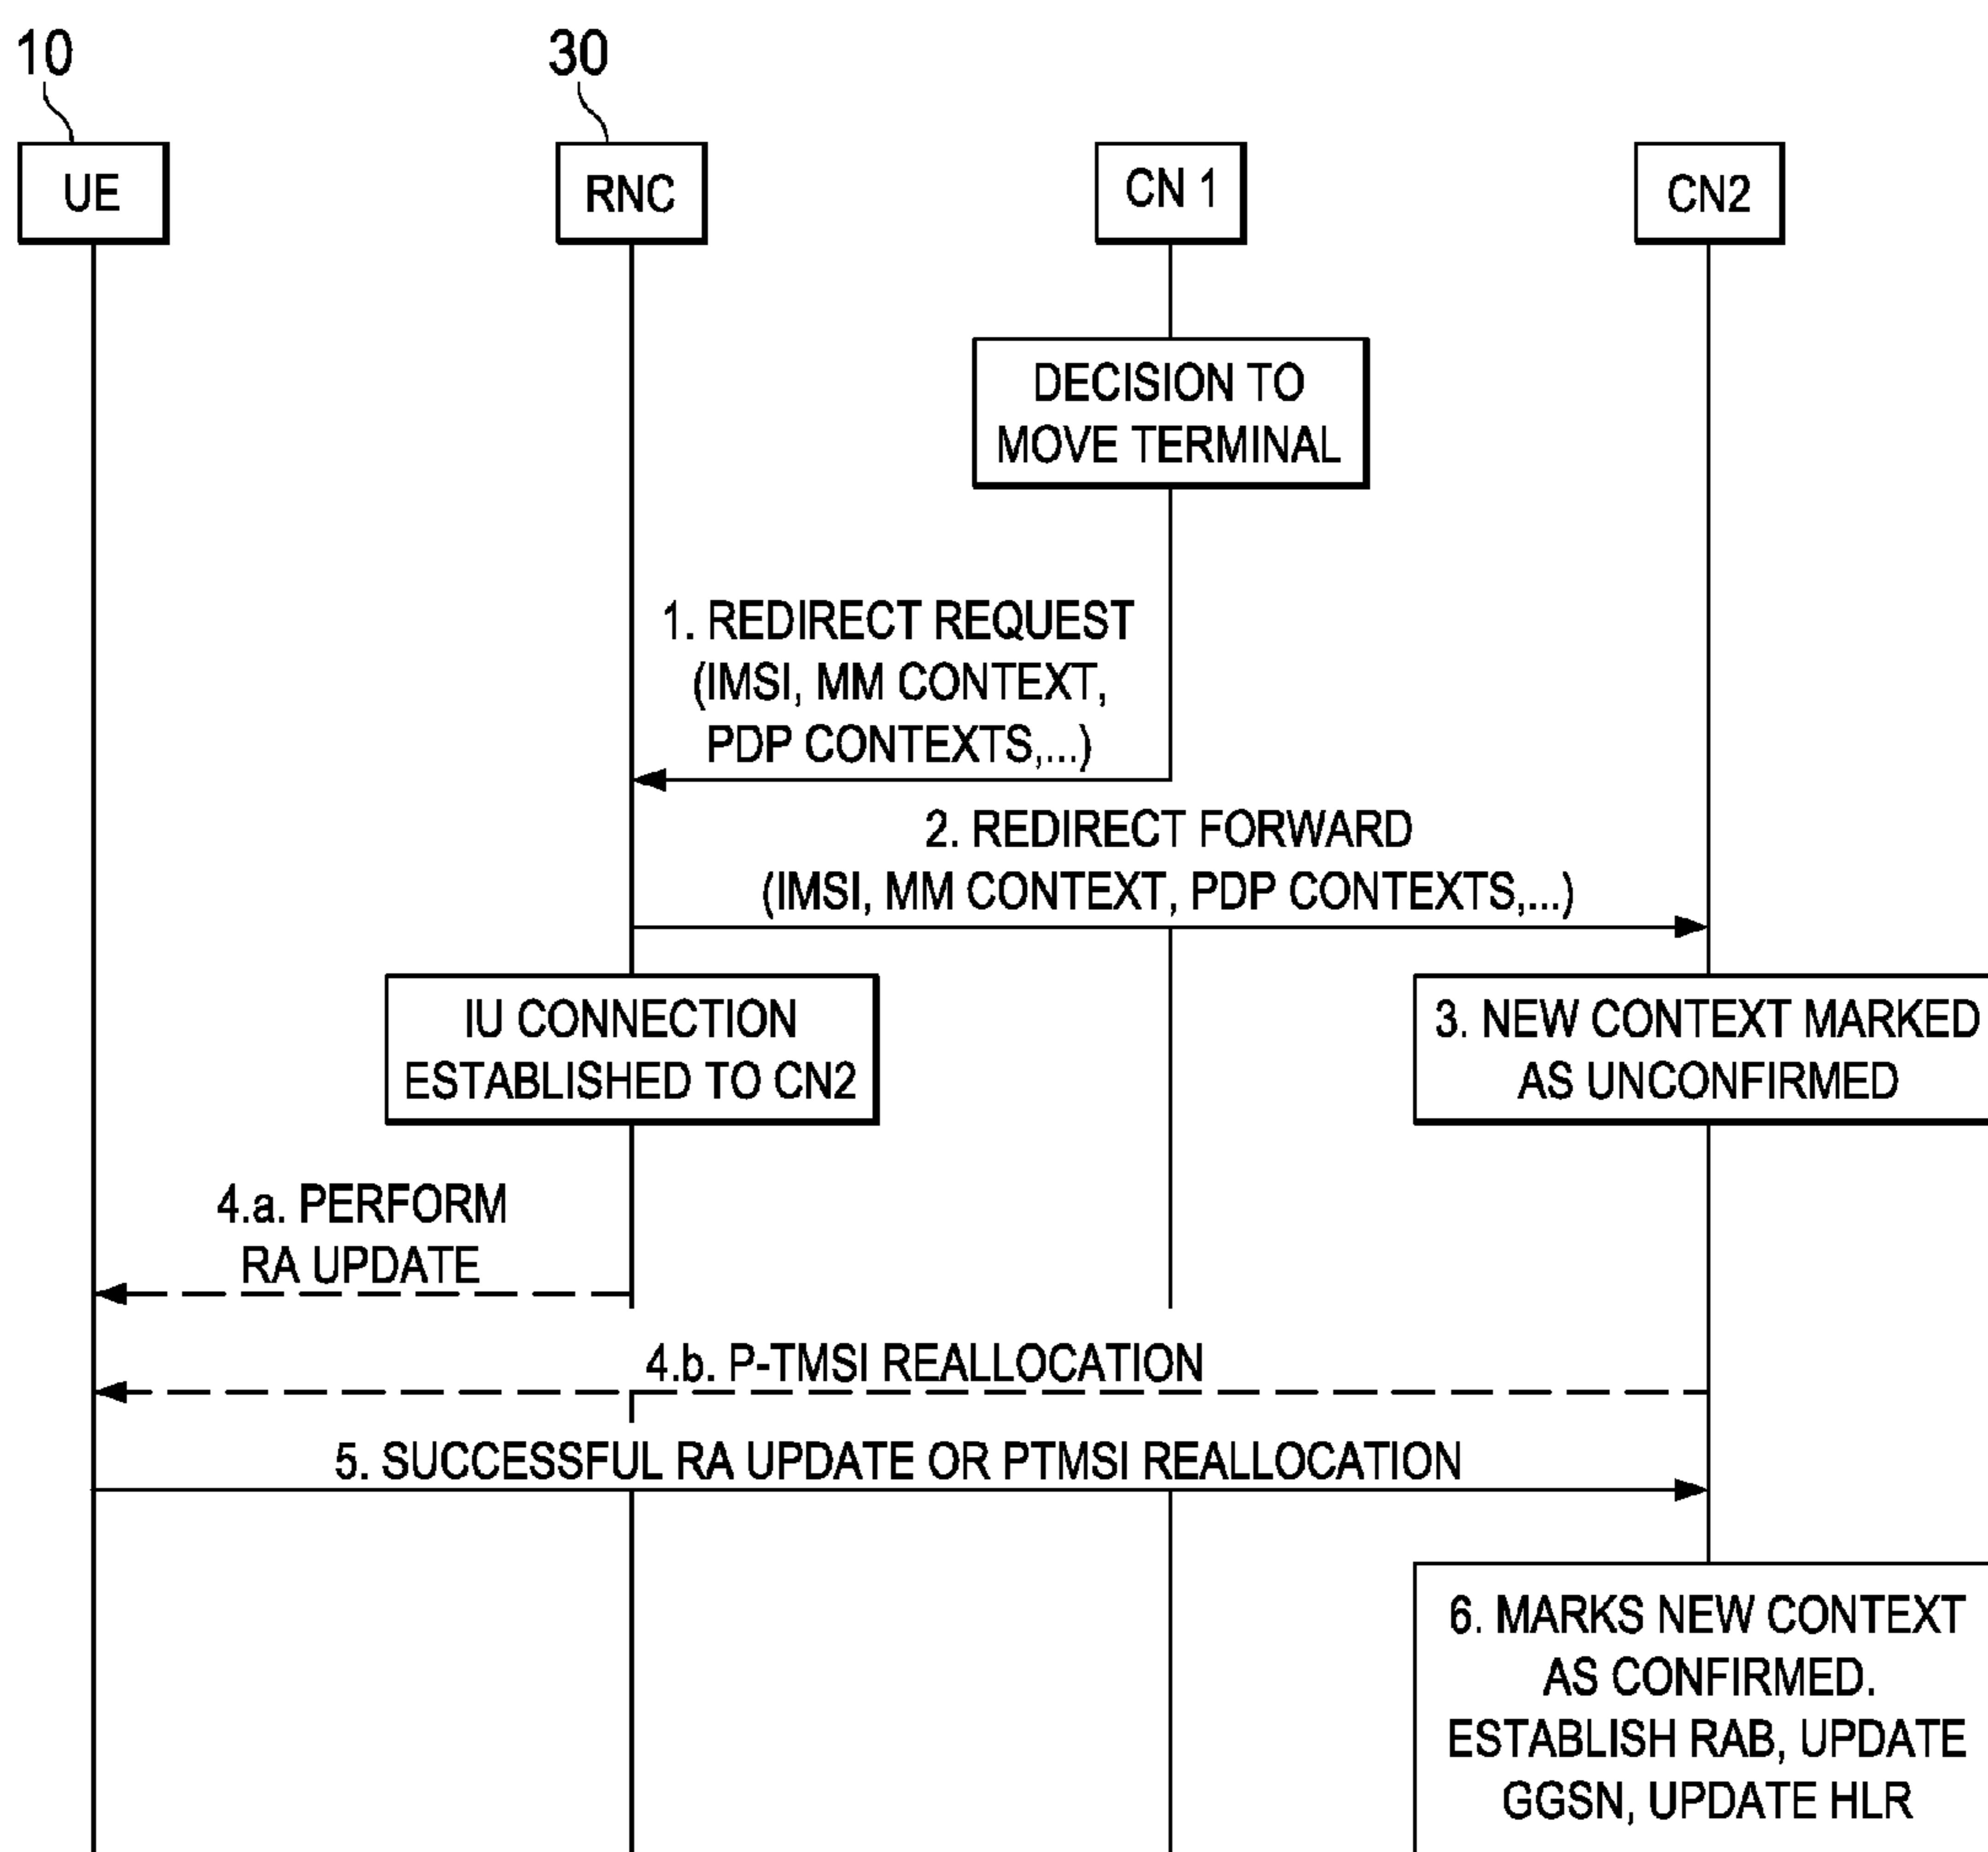 10
30
UE
RNC
CN 1
CN2
DECISION TO
MOVE TERMINAL
1. REDIRECT REQUEST
(IMSI, MM CONTEXT,
PDP CONTEXTS,...)
2. REDIRECT FORWARD
(IMSI, MM CONTEXT, PDP CONTEXTS,...)
IU CONNECTION
ESTABLISHED TO CN2
3. NEW CONTEXT MARKED
AS UNCONFIRMED
4.a. PERFORM
RA UPDATE
4.b. P-TMSI REALLOCATION
5. SUCCESSFUL RA UPDATE OR PTMSI REALLOCATION
6. MARKS NEW CONTEXT
AS CONFIRMED.
ESTABLISH RAB, UPDATE
GGSN, UPDATE HLR